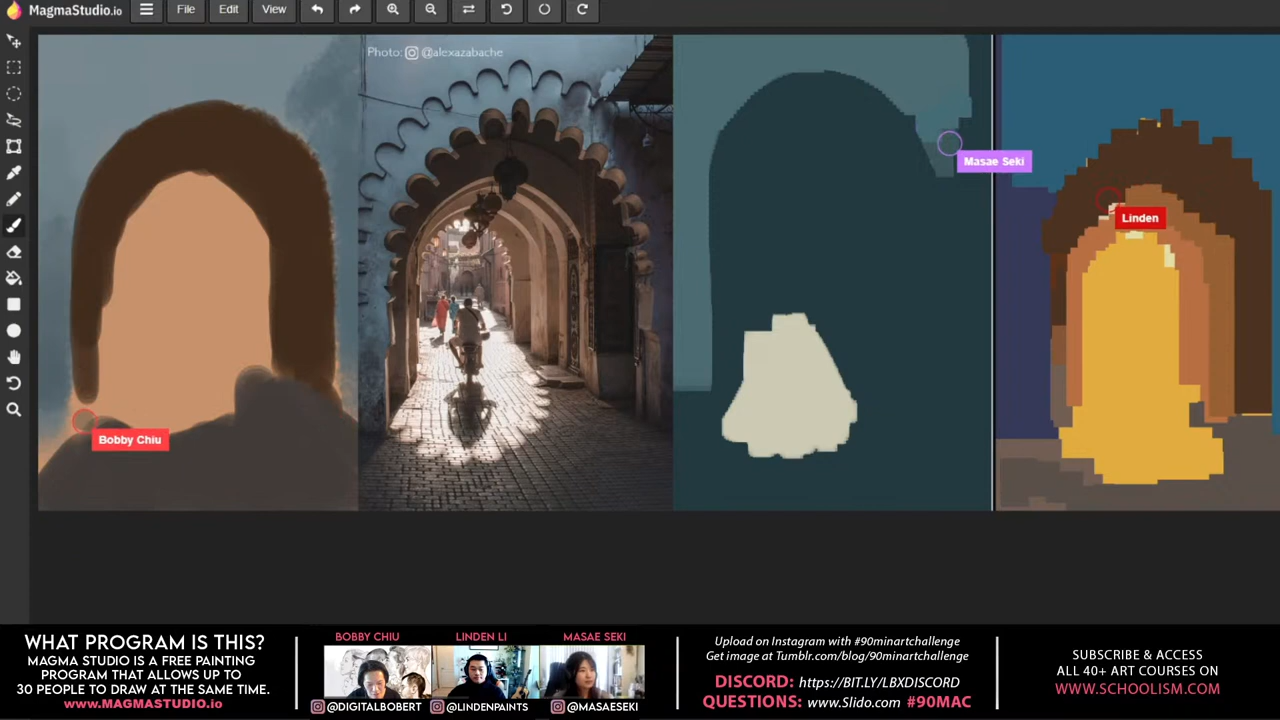 MagmaStudio.io
File
Edit
View
Photo: @alexazabache
Masae Seki
Linden
Bobby Chiu
WHAT PROGRAM IS THIS?
MAGMA STUDIO IS A FREE PAINTING
PROGRAM THAT ALLOWS UP TO
30 PEOPLE TO DRAW AT THE SAME TIME.
www.MAGMASTUDIO.io
BOBBY CHIU
LINDEN LI
MASAE SEKI
@DIGITALBOBERT
@LINDENPAINTS
@MASAESEKI
Upload on Instagram with #90minartchallenge
Get image at Tumblr.com/blog/90minartchallenge
DISCORD: https://BIT.LY/LBXDISCORD
QUESTIONS: www.Slido.com #90MAC
SUBSCRIBE & ACCESS
ALL 40+ ART COURSES ON
WWW.SCHOOLISM.COM